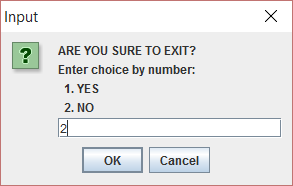 Input
ARE YOU SURE TO EXIT?
Enter choice by number:
1. YES
2. NO
2
OK Cancel